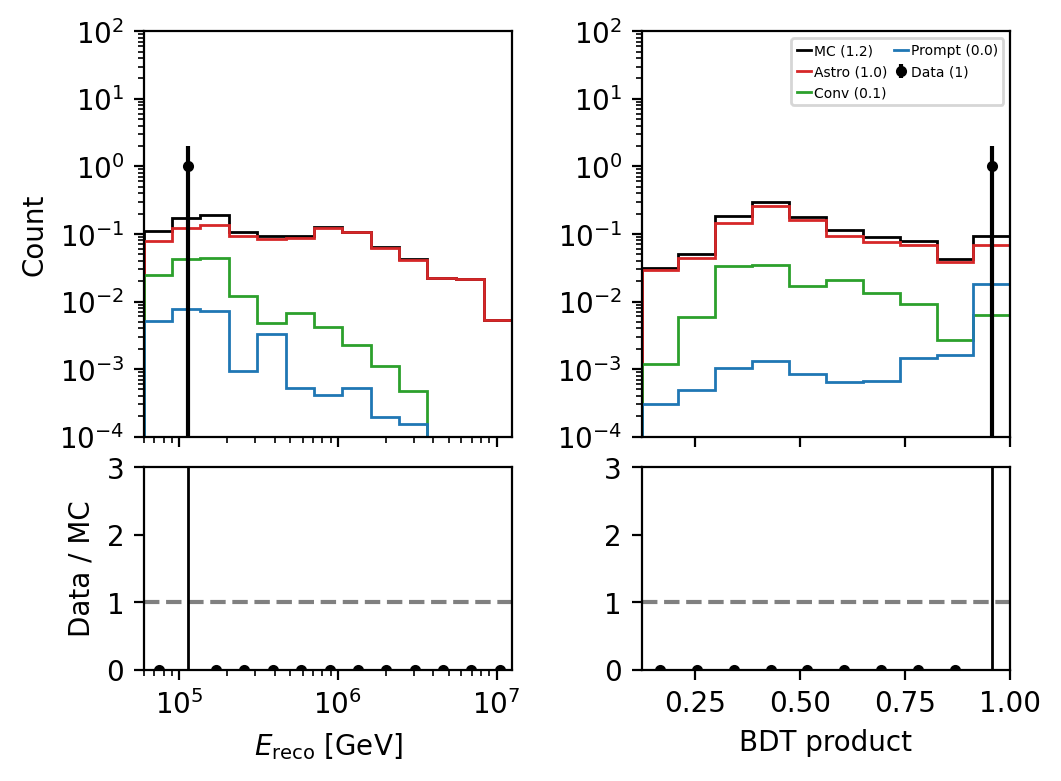 Count
10²
10¹
10⁰
10⁻¹
10⁻²
10⁻³
10⁻⁴
10²
10¹
10⁰
10⁻¹
10⁻²
10⁻³
10⁻⁴
MC (1.2)
Astro (1.0)
Conv (0.1)
Prompt (0.0)
Data (1)
Data / MC
3
2
1
0
10⁵ 10⁶ 10⁷
E_reco [GeV]
3
2
1
0
0.25 0.50 0.75 1.00
BDT product